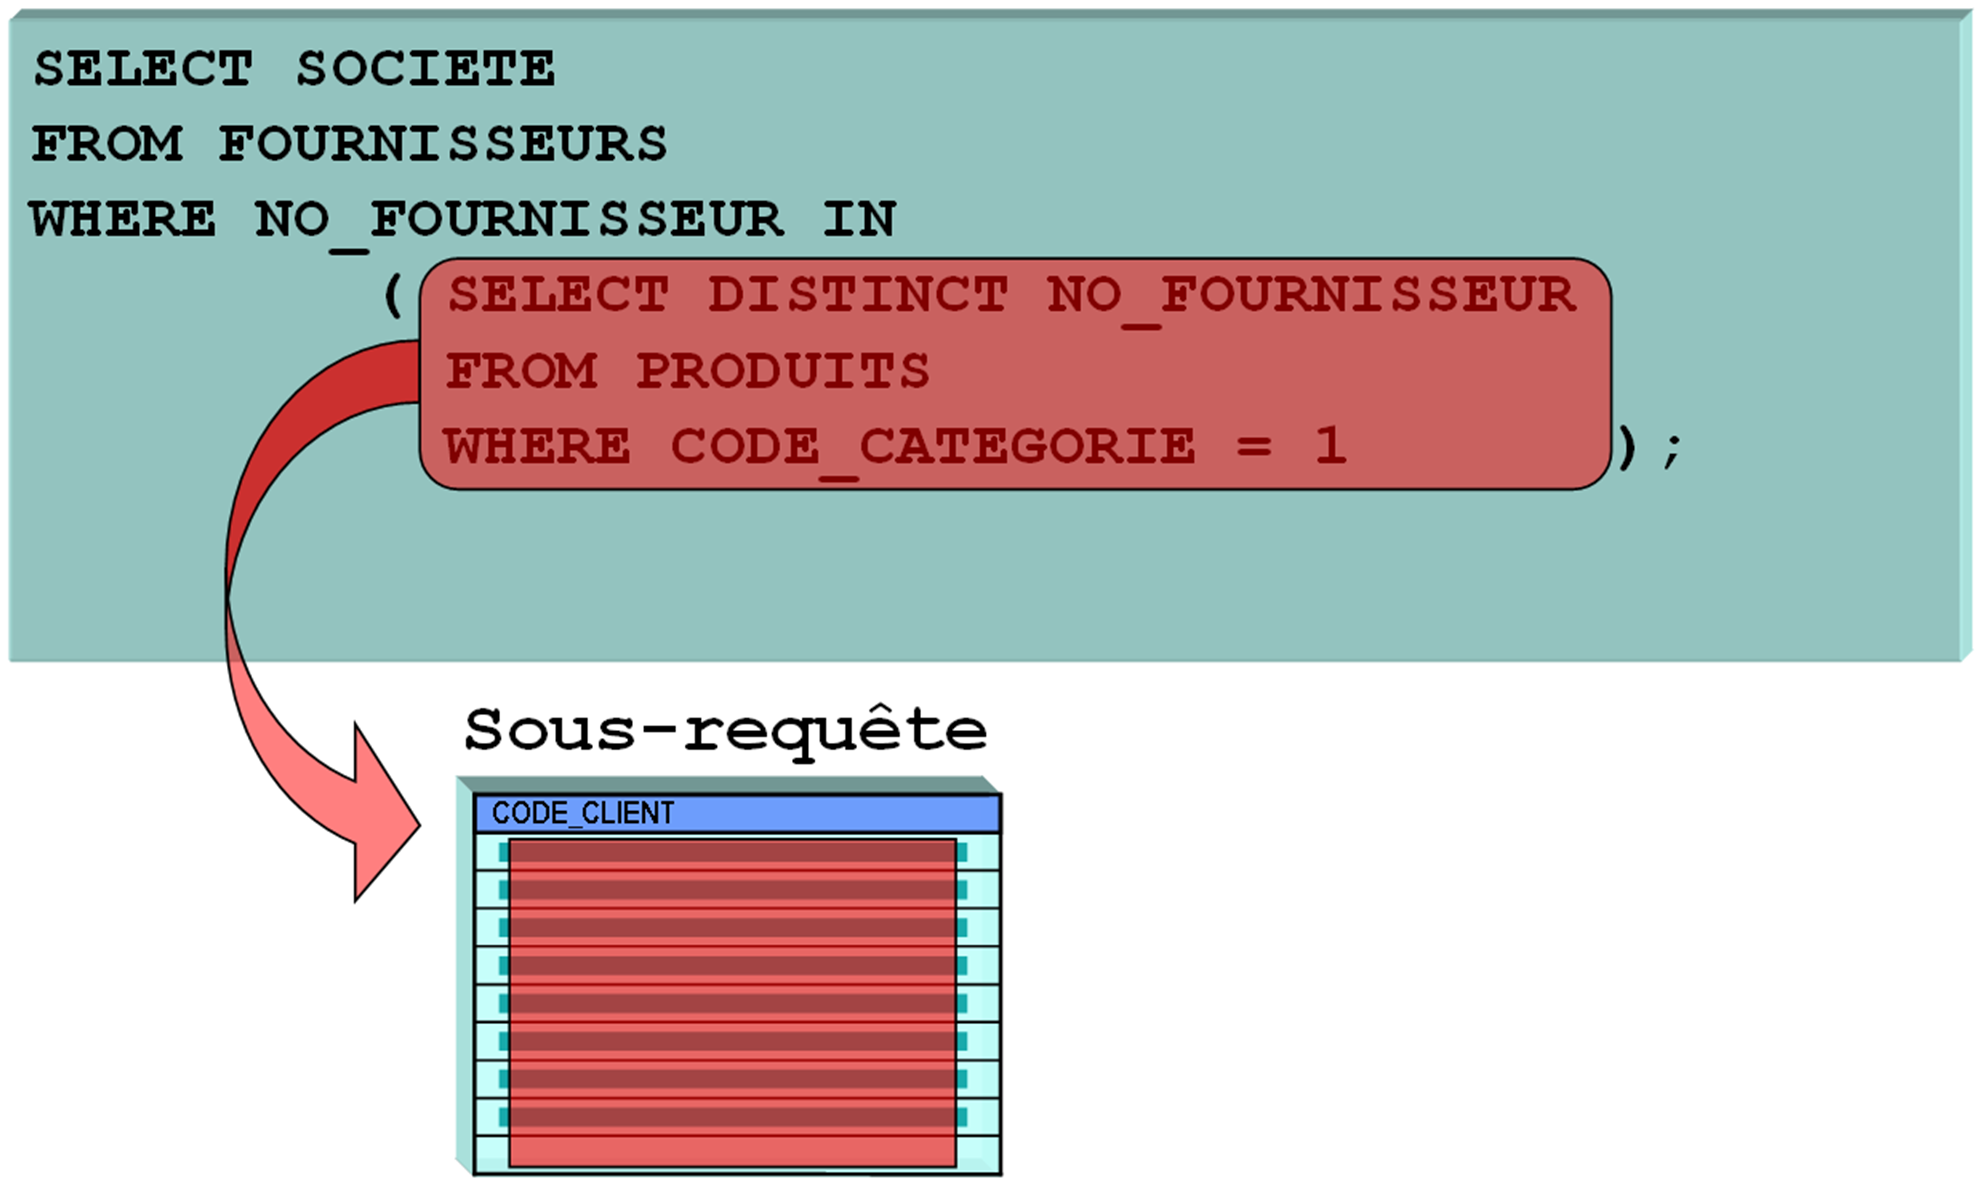 SELECT SOCIETE
FROM FOURNISSEURS
WHERE NO_FOURNISSEUR IN
( SELECT DISTINCT NO_FOURNISSEUR
FROM PRODUITS
WHERE CODE_CATEGORIE = 1 );
Sous-requête
CODE_CLIENT